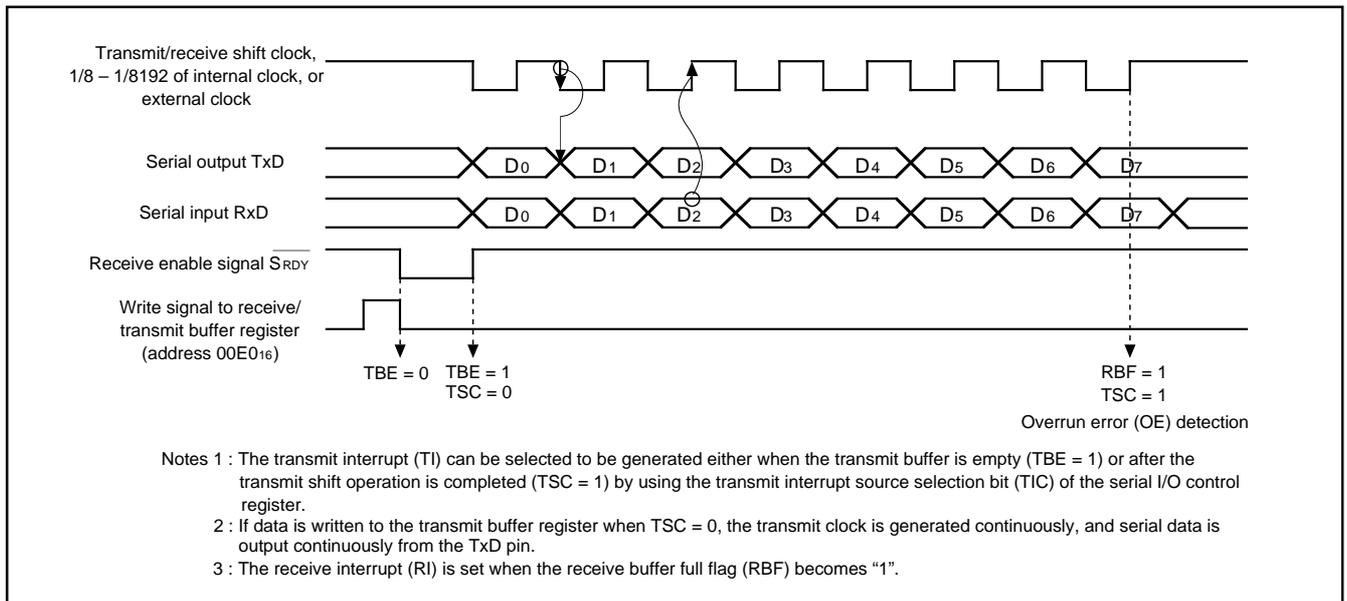 Transmit/receive shift clock,
1/8 – 1/8192 of internal clock, or
external clock
Serial output TxD
D0 D1 D2 D3 D4 D5 D6 D7
Serial input RxD
D0 D1 D2 D3 D4 D5 D6 D7
Receive enable signal SRDY
Write signal to receive/
transmit buffer register
(address 00E016)
TBE = 0 TBE = 1 RBF = 1
TSC = 0 TSC = 1
Overrun error (OE) detection
Notes 1 : The transmit interrupt (TI) can be selected to be generated either when the transmit buffer is empty (TBE = 1) or after the
transmit shift operation is completed (TSC = 1) by using the transmit interrupt source selection bit (TIC) of the serial I/O control
register.
2 : If data is written to the transmit buffer register when TSC = 0, the transmit clock is generated continuously, and serial data is
output continuously from the TxD pin.
3 : The receive interrupt (RI) is set when the receive buffer full flag (RBF) becomes “1”.